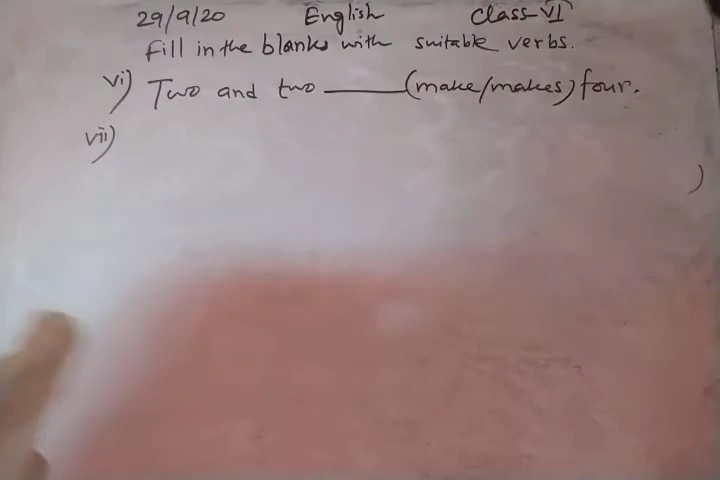 29/9/20 English Class-VI
Fill in the blanks with suitable verbs.
vi) Two and two ______ (make/makes) four.
vii)
)